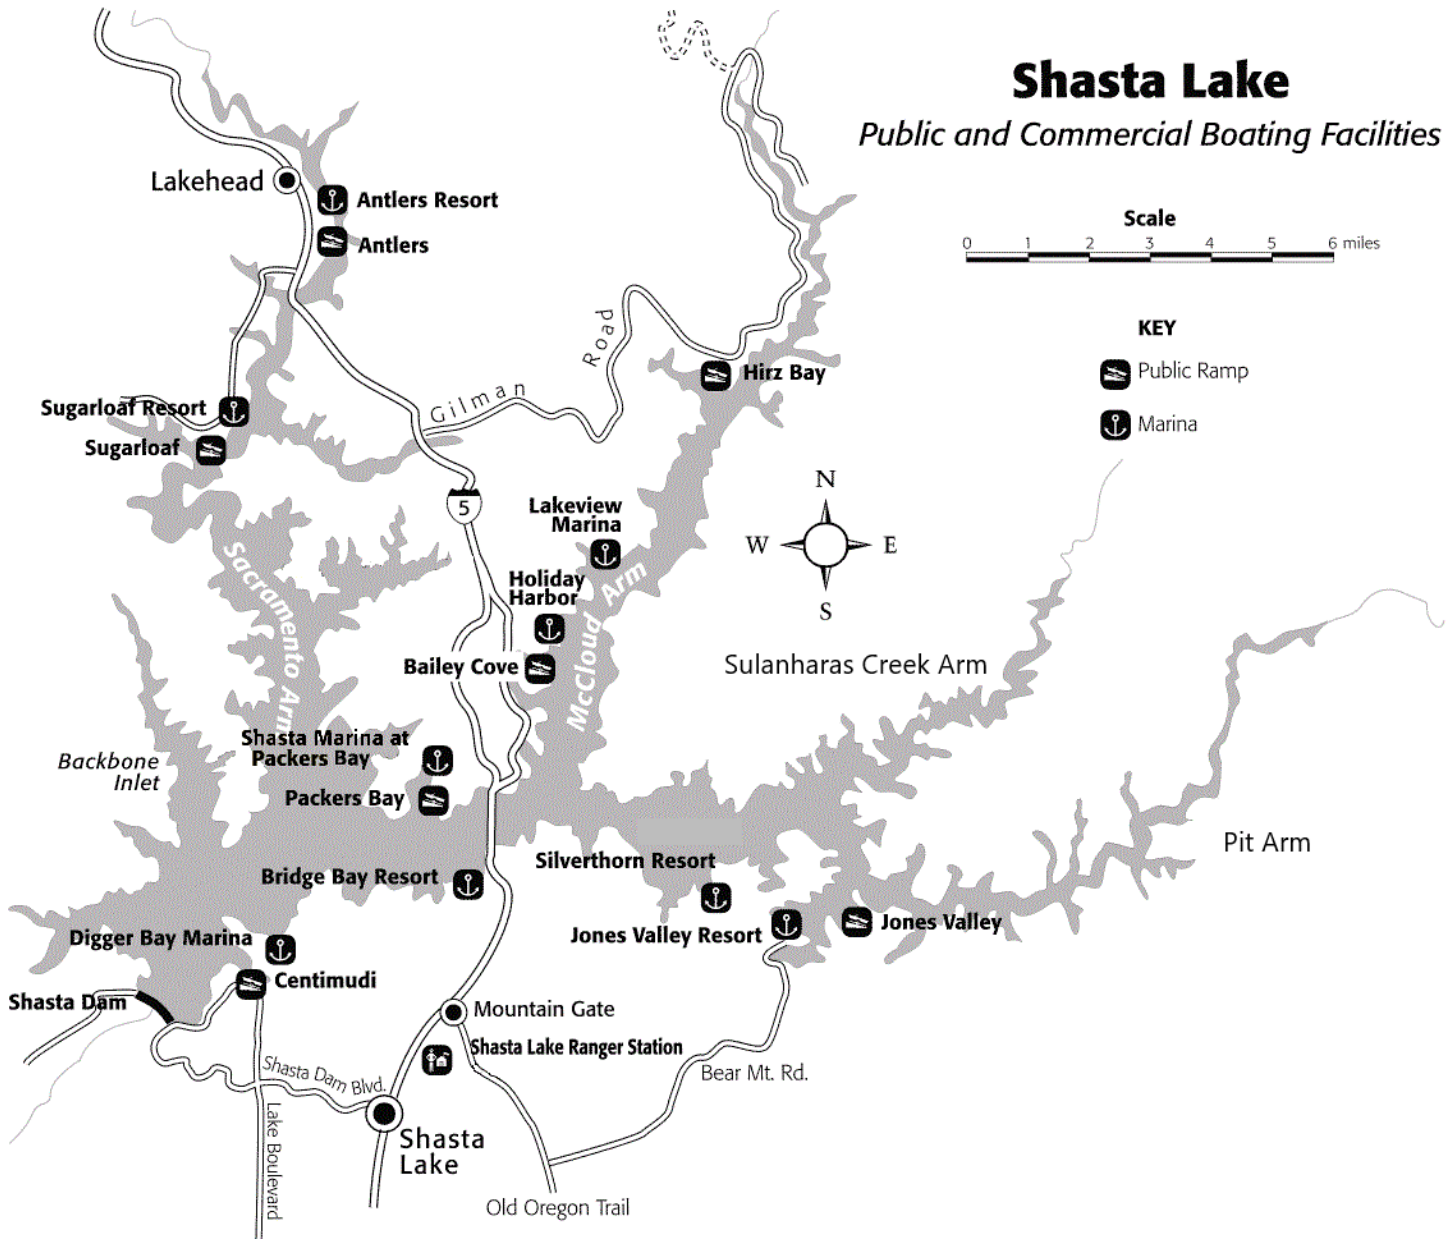 Shasta Lake
Public and Commercial Boating Facilities
Scale
0 1 2 3 4 5 6 miles
KEY
Public Ramp
Marina
Lakehead
Antlers Resort
Antlers
Gilman Road
Hirz Bay
Sugarloaf Resort
Sugarloaf
5
Lakeview
Marina
N
W E
S
Holiday
Harbor
Sacramento Arm
McCloud Arm
Bailey Cove
Sulanharas Creek Arm
Shasta Marina at
Packers Bay
Backbone
Inlet
Packers Bay
Pit Arm
Silverthorn Resort
Bridge Bay Resort
Jones Valley
Jones Valley Resort
Digger Bay Marina
Centimudi
Shasta Dam
Mountain Gate
Shasta Lake Ranger Station
Shasta Dam Blvd.
Bear Mt. Rd.
Lake Boulevard
Shasta
Lake
Old Oregon Trail